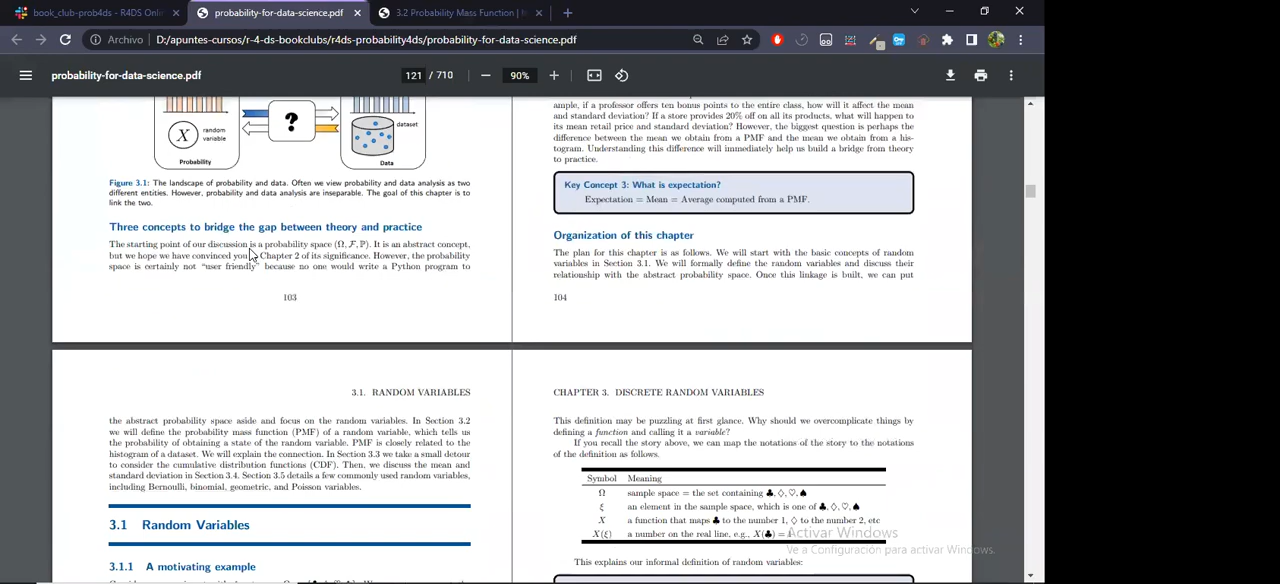 book_club-prob4ds - R4DS Onlin
probability-for-data-science.pdf
3.2 Probability Mass Function |
Archivo D:/apuntes-cursos/r-4-ds-bookclubs/r4ds-probability4ds/probability-for-data-science.pdf
probability-for-data-science.pdf
121 / 710
90%
X random
variable
Probability
?
dataset
Data
Figure 3.1: The landscape of probability and data. Often we view probability and data analysis as two
different entities. However, probability and data analysis are inseparable. The goal of this chapter is to
link the two.
Three concepts to bridge the gap between theory and practice
The starting point of our discussion is a probability space (Ω, F, P). It is an abstract concept,
but we hope we have convinced you Chapter 2 of its significance. However, the probability
space is certainly not “user friendly” because no one would write a Python program to
103
ample, if a professor offers ten bonus points to the entire class, how will it affect the mean
and standard deviation? If a store provides 20% off on all its products, what will happen to
its mean retail price and standard deviation? However, the biggest question is perhaps the
difference between the mean we obtain from a PMF and the mean we obtain from a his-
togram. Understanding this difference will immediately help us build a bridge from theory
to practice.
Key Concept 3: What is expectation?
Expectation = Mean = Average computed from a PMF.
Organization of this chapter
The plan for this chapter is as follows. We will start with the basic concepts of random
variables in Section 3.1. We will formally define the random variables and discuss their
relationship with the abstract probability space. Once this linkage is built, we can put
104
3.1. RANDOM VARIABLES
the abstract probability space aside and focus on the random variables. In Section 3.2
we will define the probability mass function (PMF) of a random variable, which tells us
the probability of obtaining a state of the random variable. PMF is closely related to the
histogram of a dataset. We will explain the connection. In Section 3.3 we take a small detour
to consider the cumulative distribution functions (CDF). Then, we discuss the mean and
standard deviation in Section 3.4. Section 3.5 details a few commonly used random variables,
including Bernoulli, binomial, geometric, and Poisson variables.
3.1 Random Variables
3.1.1 A motivating example
CHAPTER 3. DISCRETE RANDOM VARIABLES
This definition may be puzzling at first glance. Why should we overcomplicate things by
defining a function and calling it a variable?
If you recall the story above, we can map the notations of the story to the notations
of the definition as follows.
Symbol Meaning
Ω sample space = the set containing ♣, ♢, ♡, ♠
ξ an element in the sample space, which is one of ♣, ♢, ♡, ♠
X a function that maps ♣ to the number 1, ♢ to the number 2, etc
X(ξ) a number on the real line, e.g., X(♣) =
Activar Windows
Ve a Configuración para activar Windows.
This explains our informal definition of random variables: